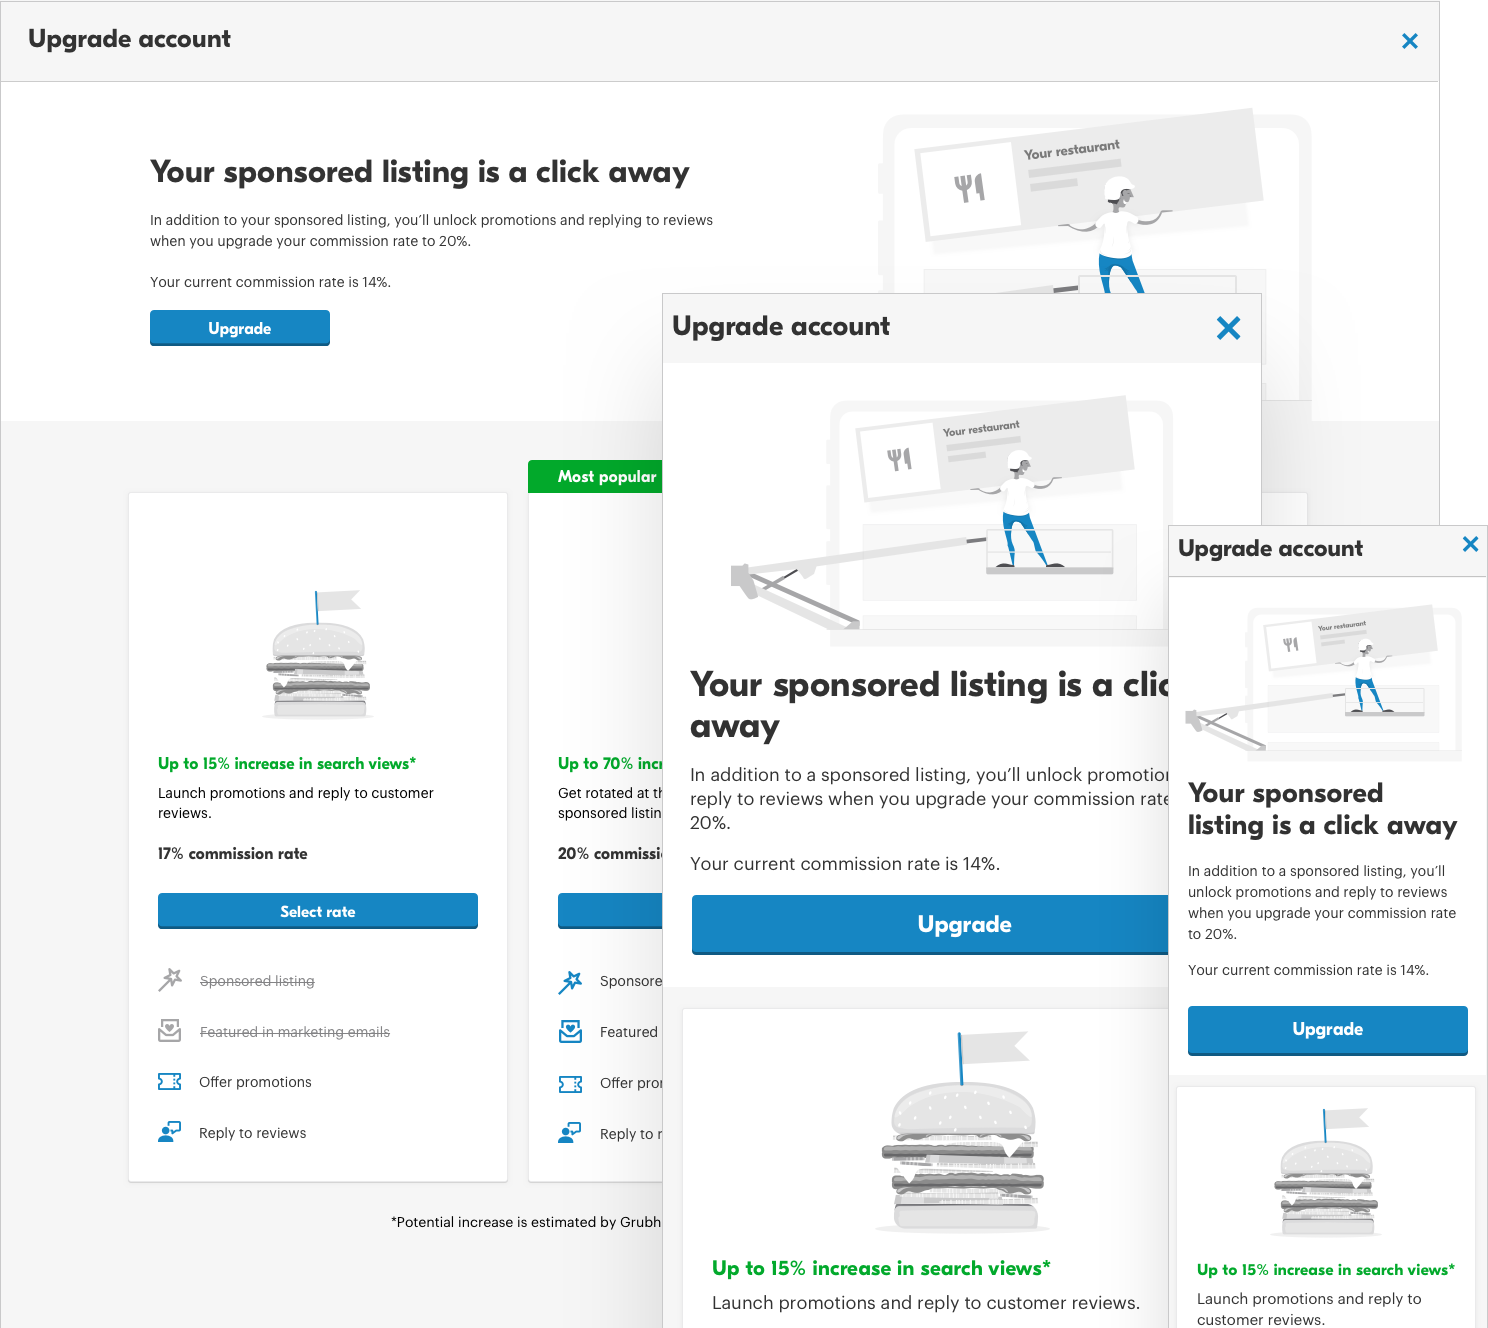 Upgrade account
Your sponsored listing is a click away
In addition to your sponsored listing, you'll unlock promotions and replying to reviews
when you upgrade your commission rate to 20%.
Your current commission rate is 14%.
Upgrade
Your restaurant
Up to 15% increase in search views*
Launch promotions and reply to customer
reviews.
17% commission rate
Select rate
Sponsored listing
Featured in marketing emails
Offer promotions
Reply to reviews
Most popular
Up to 70%
Get rotated at
sponsored
20%
Featured
Offer
Reply to
*Potential increase is estimated by
Upgrade account
Your restaurant
Your sponsored listing is a
away
In addition to a sponsored listing, you'll unlock
reply to reviews when you upgrade your commission rate
20%.
Your current commission rate is 14%.
Upgrade
Up to 15% increase in search views*
Launch promotions and reply to customer reviews.
Upgrade account
Your restaurant
Your sponsored
listing is a click away
In addition to a sponsored listing, you'll
unlock promotions and reply to reviews
when you upgrade your commission rate
to 20%.
Your current commission rate is 14%.
Upgrade
Up to 15% increase in search views*
Launch promotions and reply to
customer reviews.